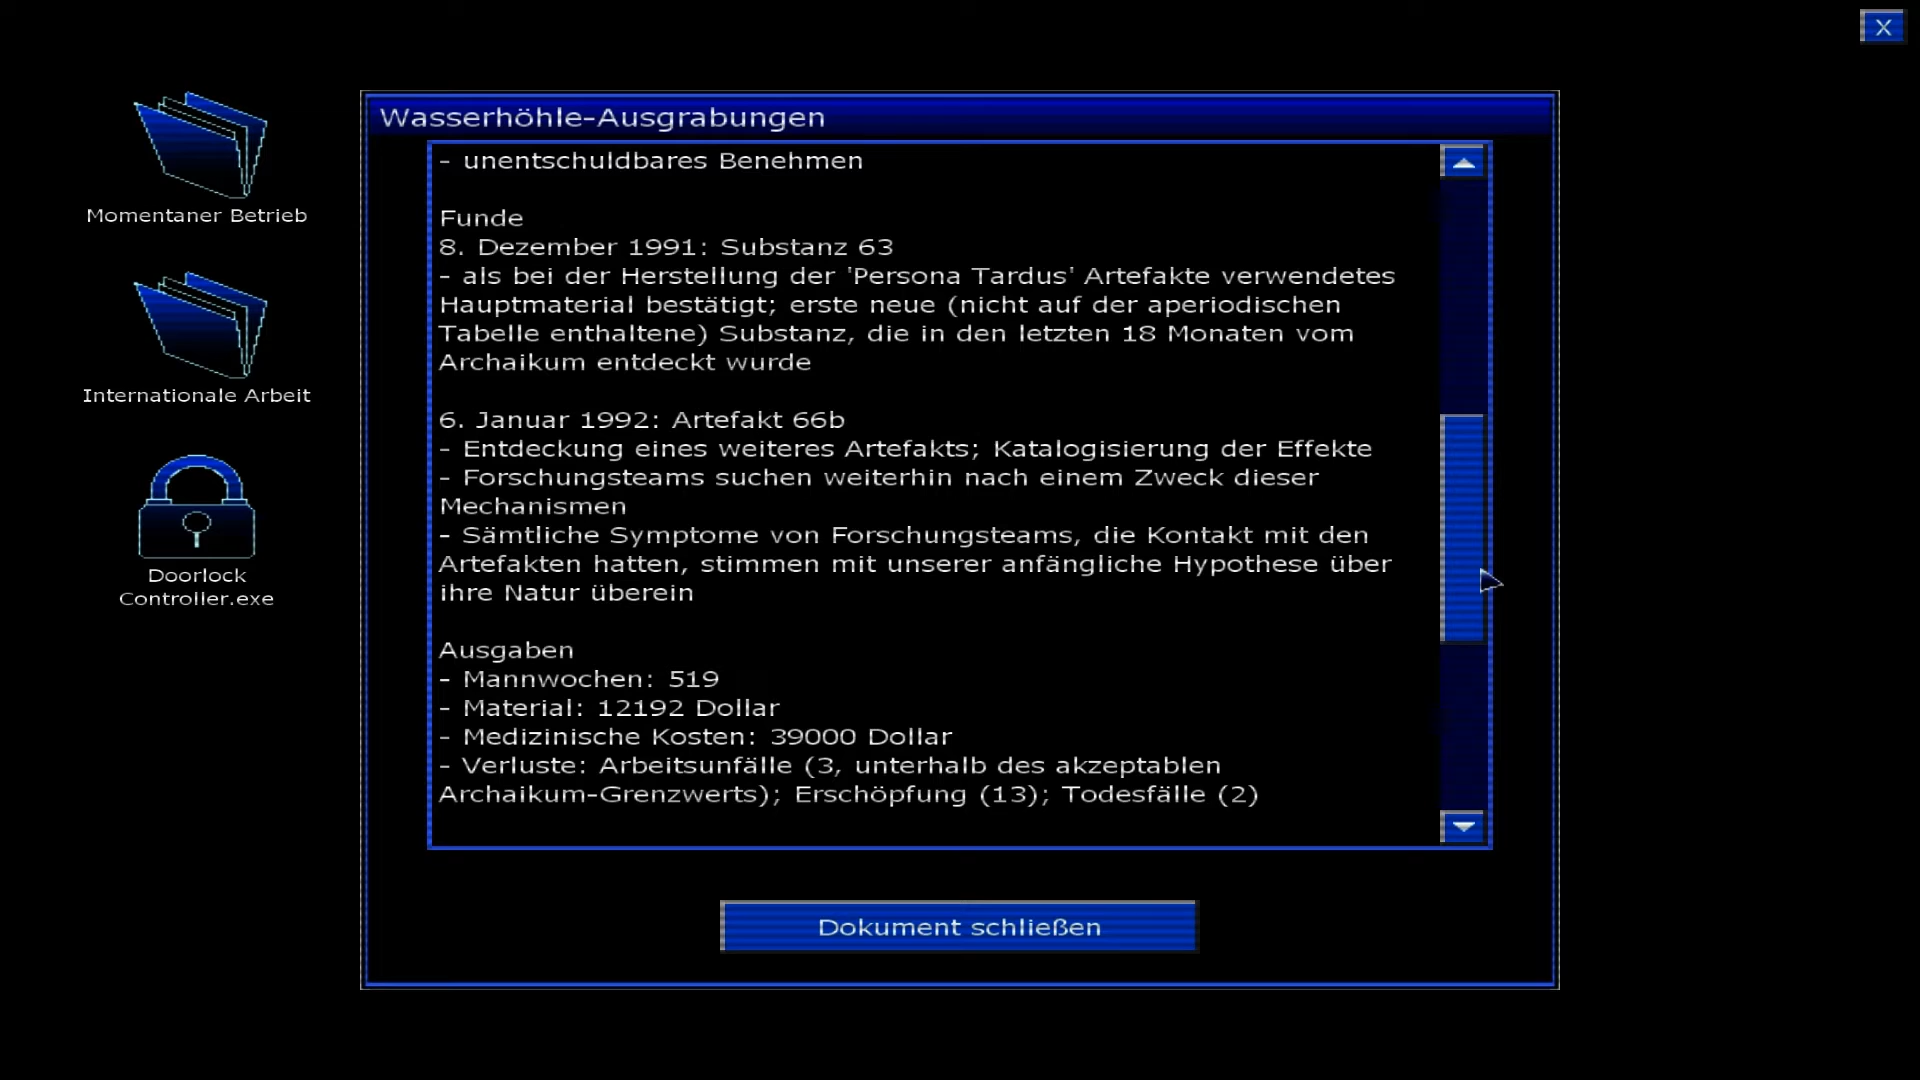 X
Momentaner Betrieb
Internationale Arbeit
Doorlock
Controller.exe
Wasserhöhle-Ausgrabungen
- unentschuldbares Benehmen
Funde
8. Dezember 1991: Substanz 63
- als bei der Herstellung der 'Persona Tardus' Artefakte verwendetes
Hauptmaterial bestätigt; erste neue (nicht auf der aperiodischen
Tabelle enthaltene) Substanz, die in den letzten 18 Monaten vom
Archaikum entdeckt wurde
6. Januar 1992: Artefakt 66b
- Entdeckung eines weiteres Artefakts; Katalogisierung der Effekte
- Forschungsteams suchen weiterhin nach einem Zweck dieser
Mechanismen
- Sämtliche Symptome von Forschungsteams, die Kontakt mit den
Artefakten hatten, stimmen mit unserer anfängliche Hypothese über
ihre Natur überein
Ausgaben
- Mannwochen: 519
- Material: 12192 Dollar
- Medizinische Kosten: 39000 Dollar
- Verluste: Arbeitsunfälle (3, unterhalb des akzeptablen
Archaikum-Grenzwerts); Erschöpfung (13); Todesfälle (2)
Dokument schließen